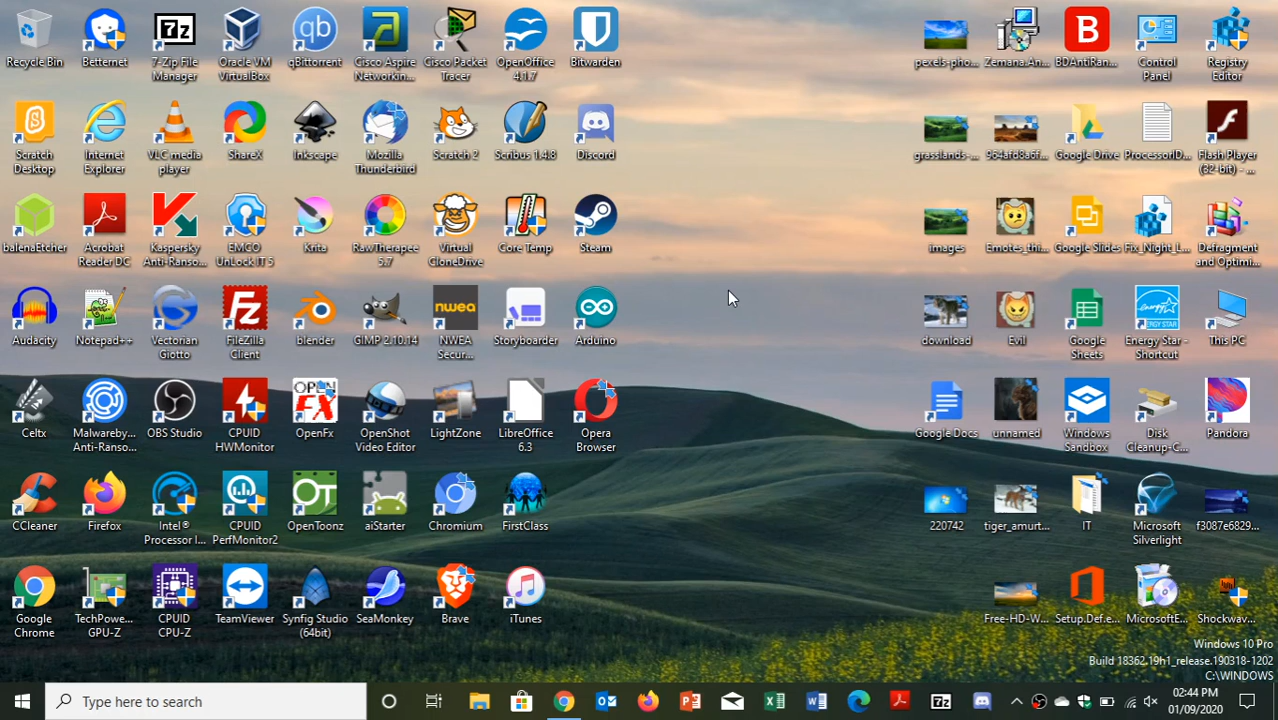 Recycle Bin
Betternet
7-Zip File
Manager
Oracle VM
VirtualBox
qBittorrent
Cisco Aspire
Networkin...
Cisco Packet
Tracer
OpenOffice
4.1.7
Bitwarden
pexels-pho...
Zemana.An...
BDAntiRan...
Control
Panel
Registry
Editor
Scratch
Desktop
Internet
Explorer
VLC media
player
ShareX
Inkscape
Mozilla
Thunderbird
Scratch 2
Scribus 1.4.8
Discord
grasslands-...
984afd8a6f...
Google Drive
ProcessorID...
Flash Player
(32-bit) - ...
balenaEtcher
Acrobat
Reader DC
Kaspersky
Anti-Ranso...
EMCO
UnLock IT 5
Krita
RawTherapee
5.7
Virtual
CloneDrive
Core Temp
Steam
images
Emotes_thi...
Google Slides
Fix_Night_L...
Defragment
and Optimi...
Audacity
Notepad++
Vectorian
Giotto
FileZilla
Client
blender
GIMP 2.10.14
nwea
NWEA
Secur...
Storyboarder
Arduino
download
Evil
Google
Sheets
Energy Star -
Shortcut
This PC
Celtx
Malwareby...
Anti-Ranso...
OBS Studio
CPUID
HWMonitor
OPEN
FX
OpenFx
OpenShot
Video Editor
LightZone
LibreOffice
6.3
Opera
Browser
Google Docs
unnamed
Windows
Sandbox
Disk
Cleanup-C...
Pandora
CCleaner
Firefox
Intel®
Processor I...
CPUID
PerfMonitor2
OpenToonz
aiStarter
Chromium
FirstClass
220742
tiger_amurt...
IT
Microsoft
Silverlight
f3087e6829...
Google
Chrome
TechPowe...
GPU-Z
CPUID
CPU-Z
TeamViewer
Synfig Studio
(64bit)
SeaMonkey
Brave
iTunes
Free-HD-W...
Setup.Def.e...
MicrosoftE...
Shockwav...
Windows 10 Pro
Build 18362.19h1_release.190318-1202
C:\WINDOWS
Type here to search
02:44 PM
01/09/2020